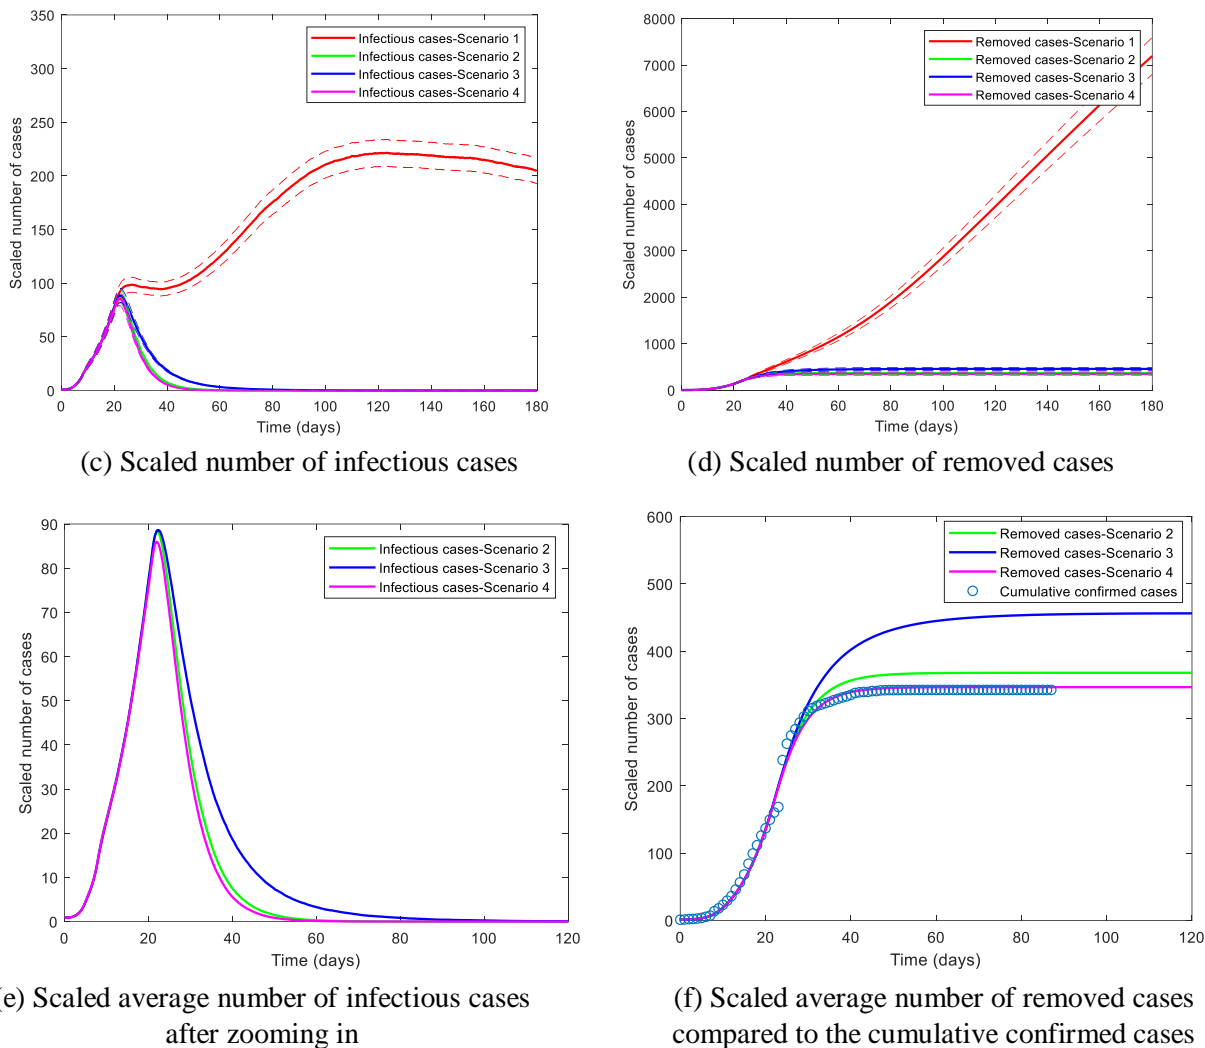 350
300
250
200
150
100
50
0
Scaled number of cases
Infectious cases-Scenario 1
Infectious cases-Scenario 2
Infectious cases-Scenario 3
Infectious cases-Scenario 4
0 20 40 60 80 100 120 140 160 180
Time (days)
(c) Scaled number of infectious cases
8000
7000
6000
5000
4000
3000
2000
1000
0
Scaled number of cases
Removed cases-Scenario 1
Removed cases-Scenario 2
Removed cases-Scenario 3
Removed cases-Scenario 4
0 20 40 60 80 100 120 140 160 180
Time (days)
(d) Scaled number of removed cases
90
80
70
60
50
40
30
20
10
0
Scaled number of cases
Infectious cases-Scenario 2
Infectious cases-Scenario 3
Infectious cases-Scenario 4
0 20 40 60 80 100 120
Time (days)
(e) Scaled average number of infectious cases
after zooming in
600
500
400
300
200
100
0
Scaled number of cases
Removed cases-Scenario 2
Removed cases-Scenario 3
Removed cases-Scenario 4
Cumulative confirmed cases
0 20 40 60 80 100 120
Time (days)
(f) Scaled average number of removed cases
compared to the cumulative confirmed cases